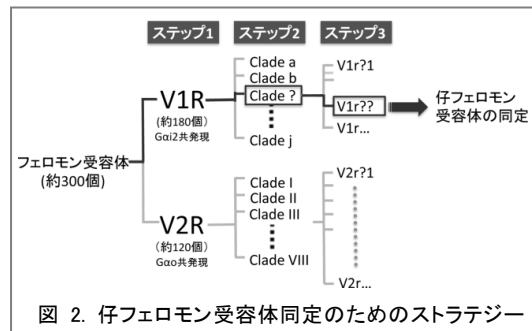 ステップ1
ステップ2
ステップ3
フェロモン受容体
(約300個)
V1R
(約180個)
Gαi2共発現
Clade a
Clade b
Clade ?
Clade j
V1r?1
V1r??
V1r...
仔フェロモン
受容体の同定
V2R
(約120個)
Gαo共発現
Clade I
Clade II
Clade III
Clade VIII
V2r?1
V2r...
図 2. 仔フェロモン受容体同定のためのストラテジー